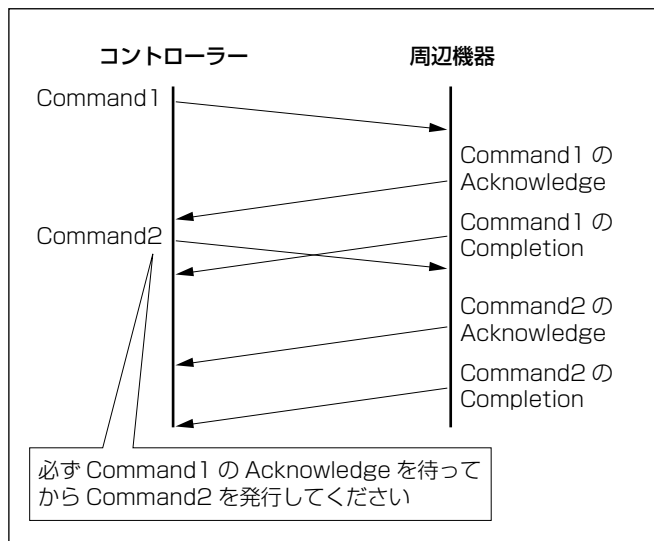 コントローラー
周辺機器
Command1
Command1 の
Acknowledge
Command2
Command1 の
Completion
Command2 の
Acknowledge
Command2 の
Completion
必ず Command1 の Acknowledge を待って
から Command2 を発行してください